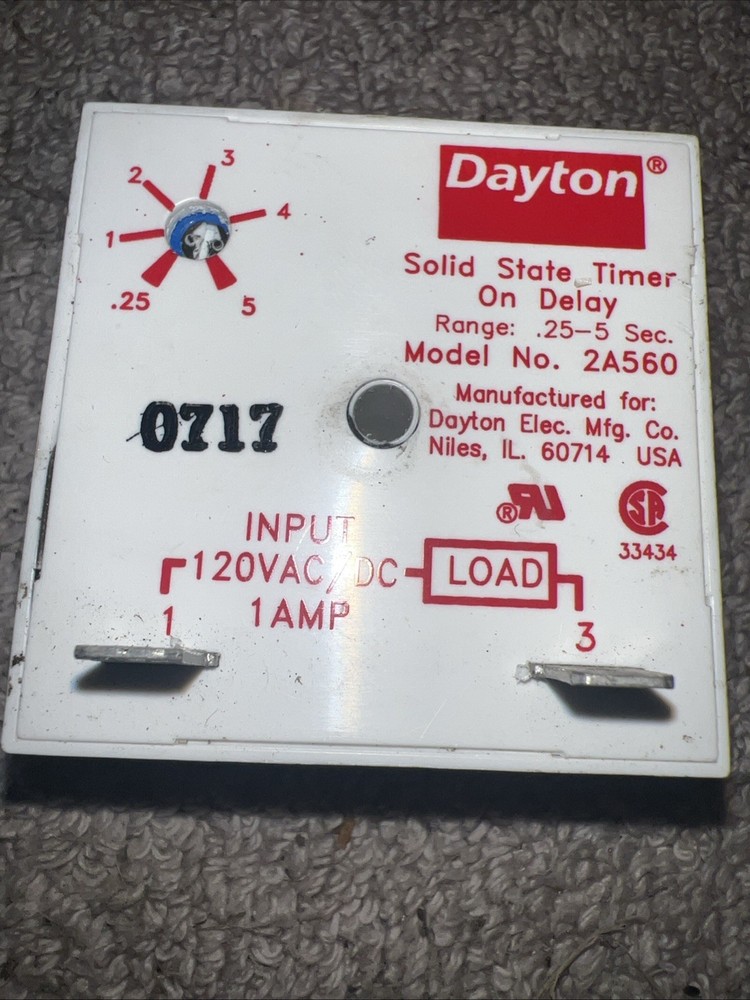 Dayton®
Solid State Timer
On Delay
Range: .25-5 Sec.
Model No. 2A560
Manufactured for:
Dayton Elec. Mfg. Co.
Niles, IL. 60714 USA
.25
1
2
3
4
5
0717
RU®
SA
33434
INPUT
120VAC/DC
1AMP
LOAD
1
3